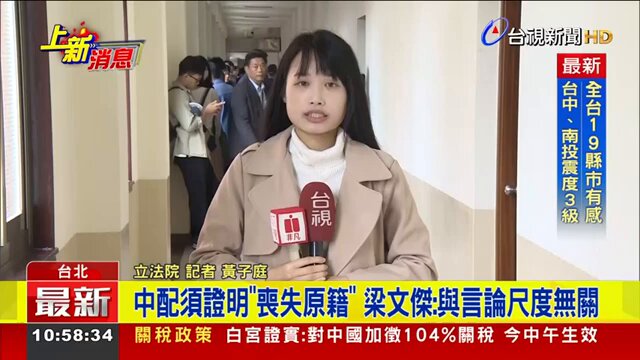 上新
消息
台視新聞HD
最新
全台19縣市有感
台中、南投震度3級
台視
非凡
台北
立法院 記者 黃子庭
最新
中配須證明"喪失原籍" 梁文傑:與言論尺度無關
10:58:34
關稅政策 白宮證實:對中國加徵104%關稅 今中午生效